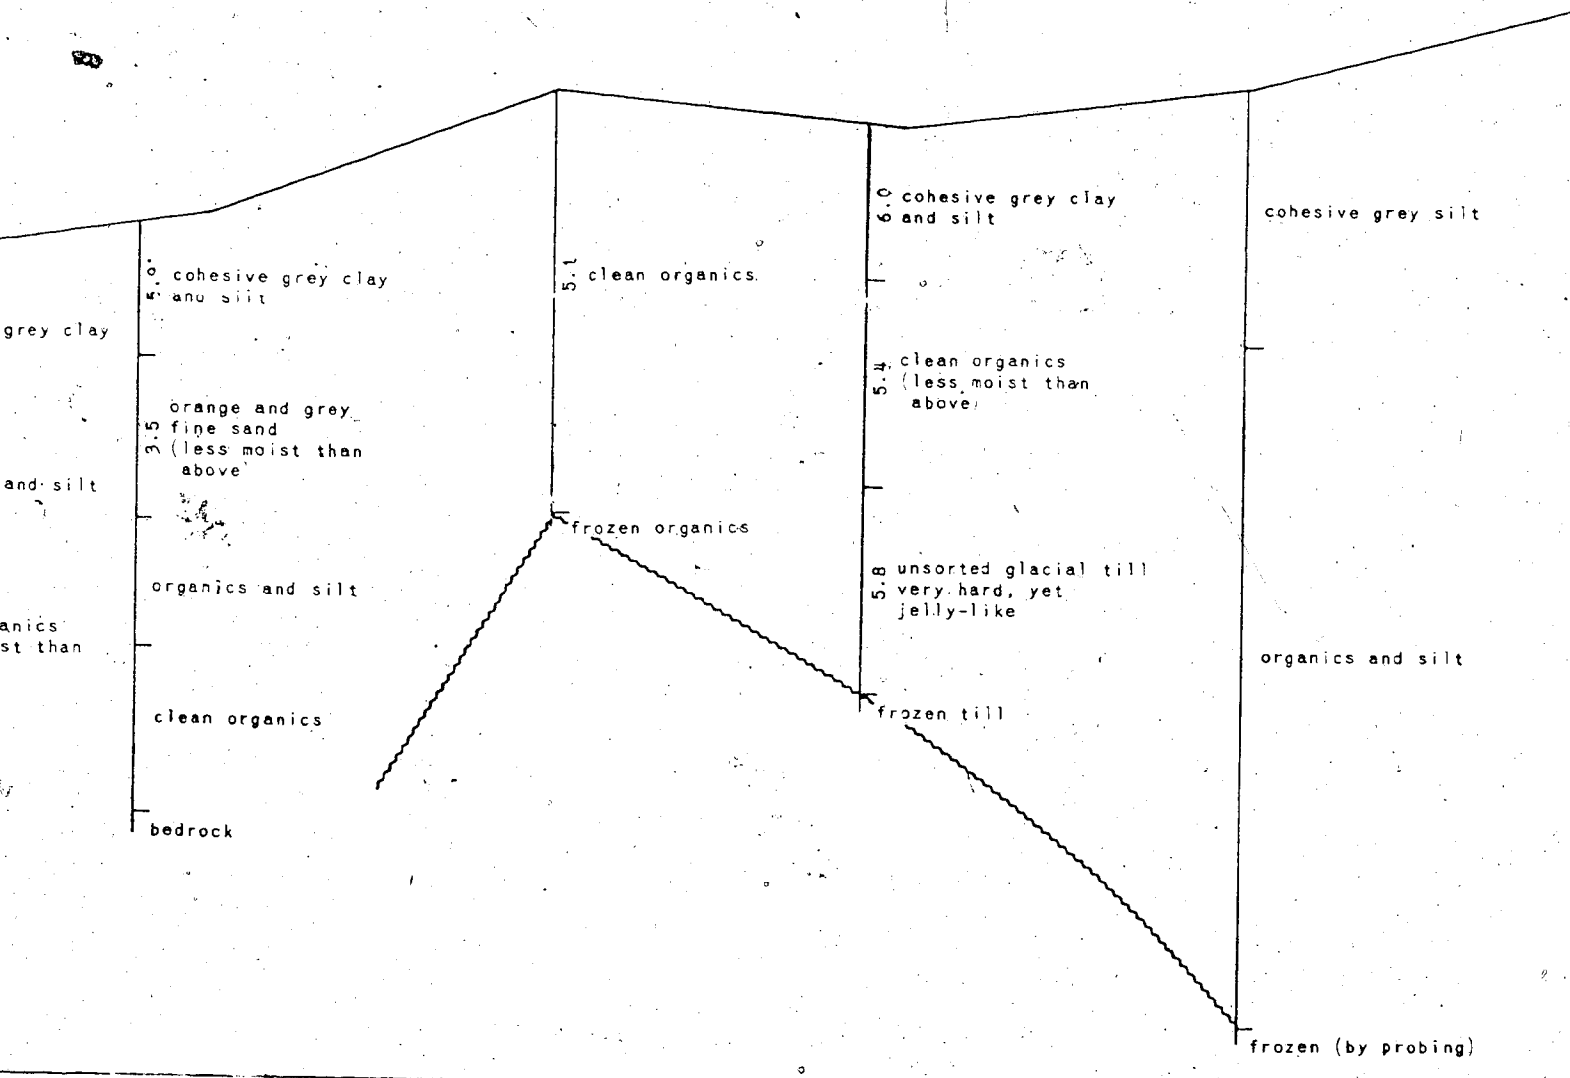 grey clay
and silt
anics
st than
5.0
cohesive grey clay
and silt
3.5
orange and grey
fine sand
(less moist than
above)
organics and silt
clean organics
bedrock
5.1
clean organics
frozen organics
6.0
cohesive grey clay
and silt
5.4
clean organics
(less moist than
above)
5.8
unsorted glacial till
very hard, yet
jelly-like
frozen till
cohesive grey silt
organics and silt
frozen (by probing)